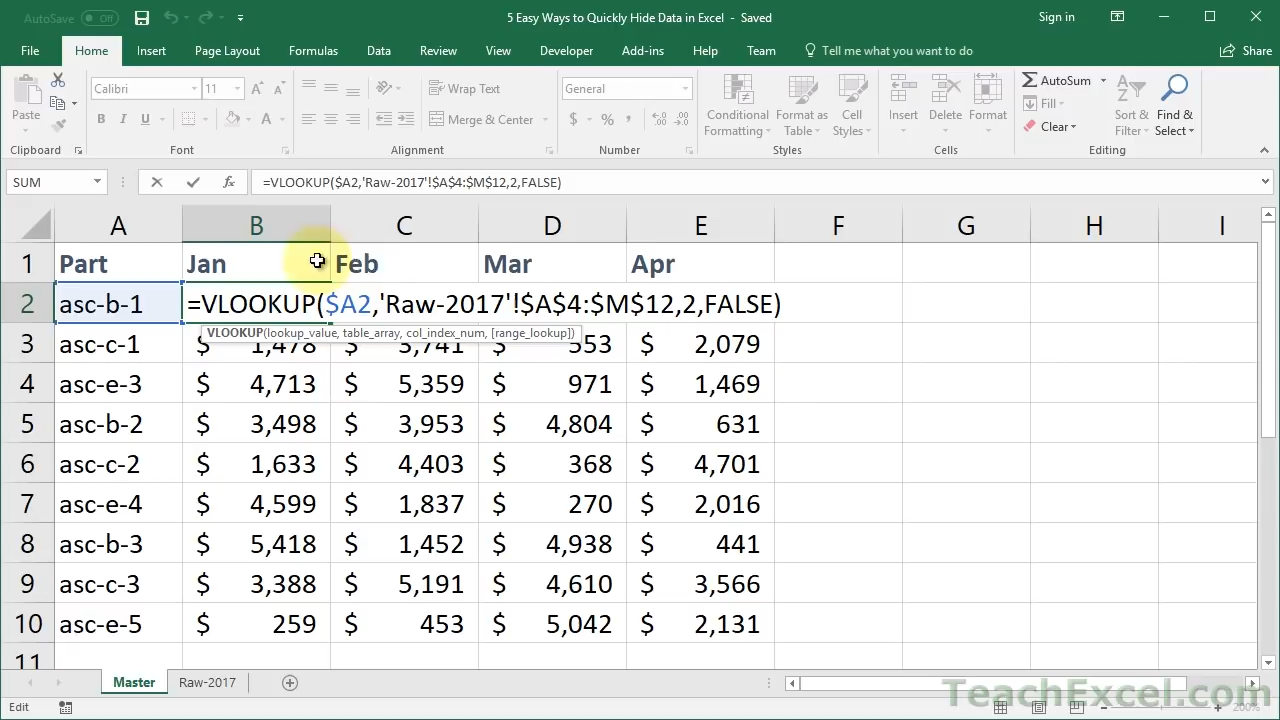 AutoSave Off 5 Easy Ways to Quickly Hide Data in Excel - Saved Sign in
File Home Insert Page Layout Formulas Data Review View Developer Add-ins Help Team Tell me what you want to do Share
Paste Calibri 11 Wrap Text General AutoSum
B I U Merge & Center $ % Conditional Formatting Format as Table Cell Styles Insert Delete Format Fill Sort & Filter Find & Select
Clear
Clipboard Font Alignment Number Styles Cells Editing
SUM fx =VLOOKUP($A2,'Raw-2017'!$A$4:$M$12,2,FALSE)
A B C D E F G H I
1 Part Jan Feb Mar Apr
2 asc-b-1 =VLOOKUP($A2,'Raw-2017'!$A$4:$M$12,2,FALSE)
VLOOKUP(lookup_value, table_array, col_index_num, [range_lookup])
3 asc-c-1 $ 1,478 $ 3,741 $ 553 $ 2,079
4 asc-e-3 $ 4,713 $ 5,359 $ 971 $ 1,469
5 asc-b-2 $ 3,498 $ 3,953 $ 4,804 $ 631
6 asc-c-2 $ 1,633 $ 4,403 $ 368 $ 4,701
7 asc-e-4 $ 4,599 $ 1,837 $ 270 $ 2,016
8 asc-b-3 $ 5,418 $ 1,452 $ 4,938 $ 441
9 asc-c-3 $ 3,388 $ 5,191 $ 4,610 $ 3,566
10 asc-e-5 $ 259 $ 453 $ 5,042 $ 2,131
11
Master Raw-2017
TeachExcel.com
Edit 200%